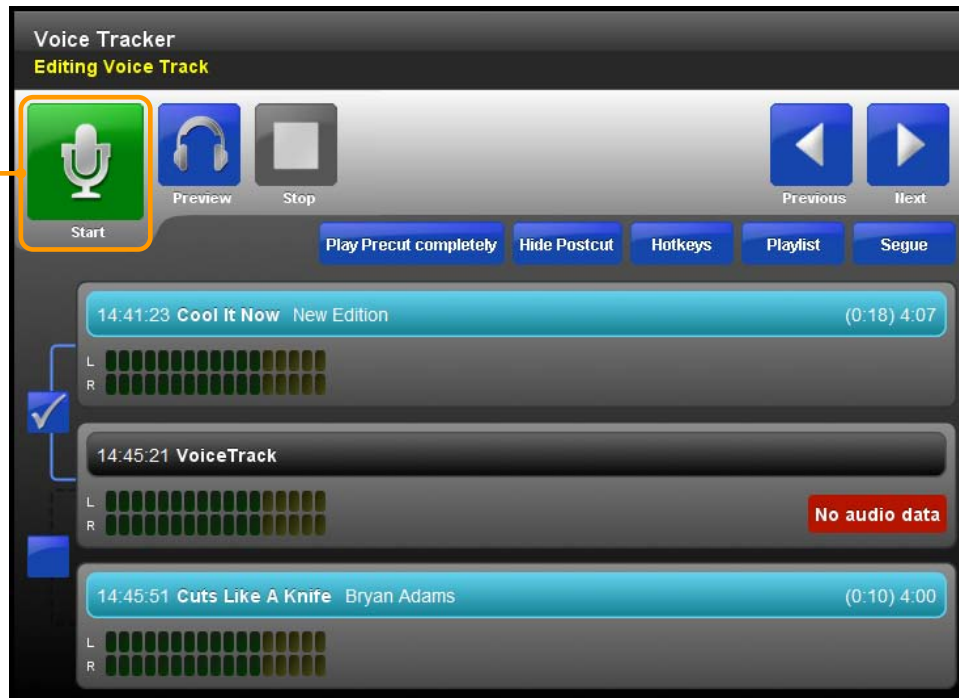 Voice Tracker
Editing Voice Track
Start
Preview
Stop
Previous
Next
Play Precut completely
Hide Postcut
Hotkeys
Playlist
Segue
14:41:23 Cool It Now New Edition (0:18) 4:07
L
R
14:45:21 VoiceTrack
L
R
No audio data
14:45:51 Cuts Like A Knife Bryan Adams (0:10) 4:00
L
R